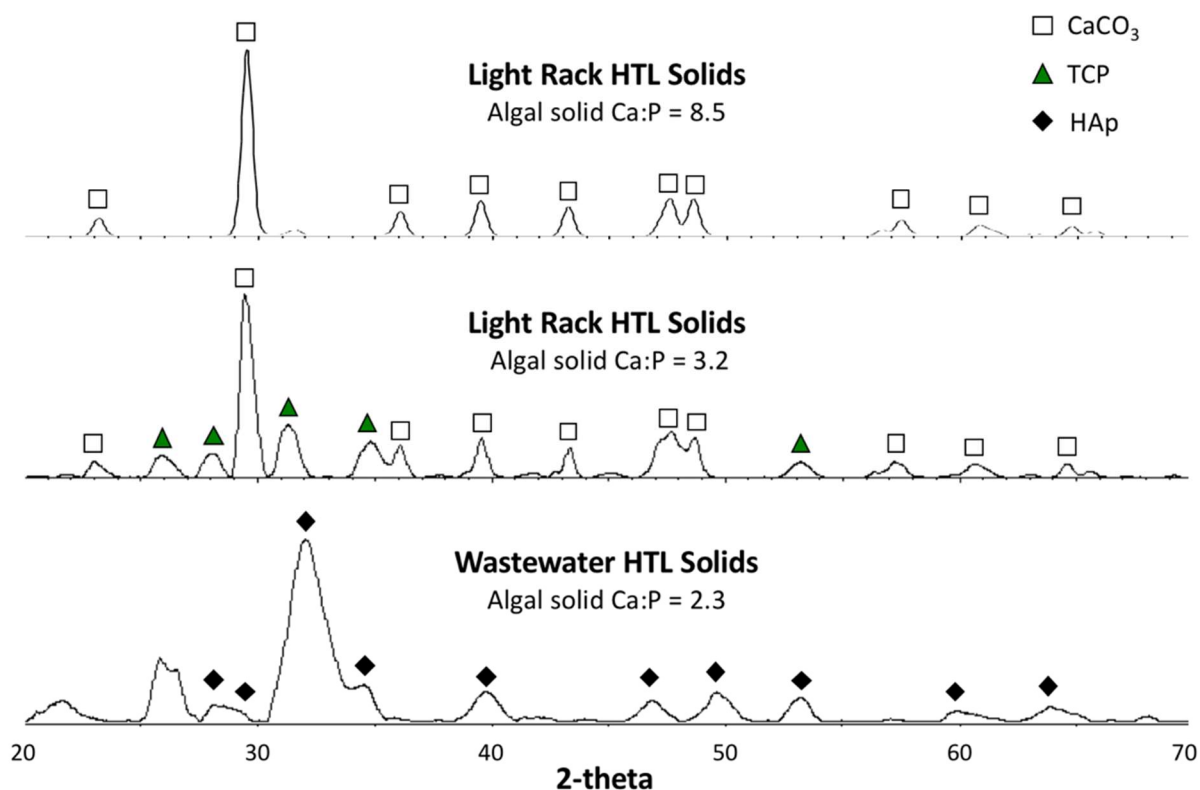 CaCO₃
TCP
HAp
Light Rack HTL Solids
Algal solid Ca:P = 8.5
Light Rack HTL Solids
Algal solid Ca:P = 3.2
Wastewater HTL Solids
Algal solid Ca:P = 2.3
20 30 40 50 60 70
2-theta